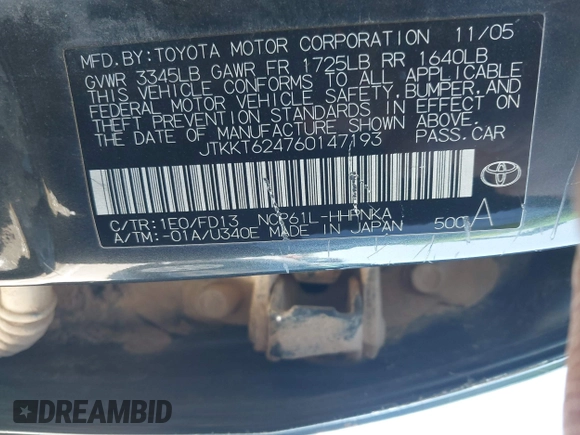 MFD.BY:TOYOTA MOTOR CORPORATION 11/05
GVWR 3345LB GAWR FR 1725LB RR 1640LB
THIS VEHICLE CONFORMS TO ALL APPLICABLE
FEDERAL MOTOR VEHICLE SAFETY,BUMPER,AND
THEFT PREVENTION STANDARDS IN EFFECT ON
THE DATE OF MANUFACTURE SHOWN ABOVE.
JTKKT624760147193 PASS.CAR
C/TR:1E0/FD13 NCP61L-HHPNKA
A/TM:-01A/U340E MADE IN JAPAN 500 A
TOYOTA
DREAMBID